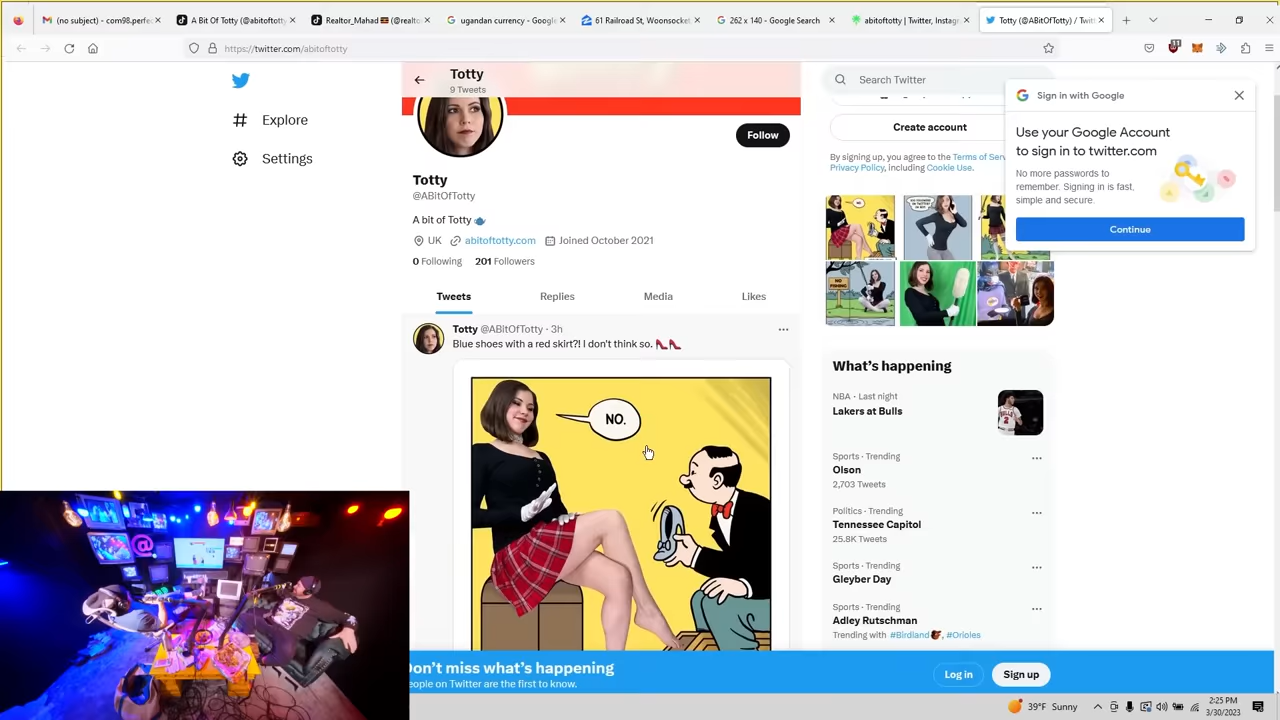 (no subject) - com98.perfe
A Bit Of Totty (@abitoftotty)
Realtor_Mahad
(@realto
ugandan currency - Google
61 Railroad St, Woonsocket
262 x 140 - Google Search
abitoftotty | Twitter, Instag
Totty (@ABitOfTotty) / Twit
https://twitter.com/abitoftotty
Totty
9 Tweets
Explore
Settings
Follow
Totty
@ABitOfTotty
A bit of Totty
UK
abitoftotty.com
Joined October 2021
0 Following
201 Followers
Tweets
Replies
Media
Likes
Totty @ABitOfTotty · 3h
Blue shoes with a red skirt?! I don't think so.
NO.
Search Twitter
Create account
By signing up, you agree to the Terms of Serv
Privacy Policy, including Cookie Use.
Sign in with Google
Use your Google Account
to sign in to twitter.com
No more passwords to
remember. Signing in is fast,
simple and secure.
Continue
NO
FISHING
What's happening
NBA · Last night
Lakers at Bulls
Sports · Trending
Olson
2,703 Tweets
Politics · Trending
Tennessee Capitol
25.8K Tweets
Sports · Trending
Gleyber Day
Sports · Trending
Adley Rutschman
Trending with #Birdland, #Orioles
Don't miss what's happening
eople on Twitter are the first to know.
Log in
Sign up
39°F Sunny
2:25 PM
3/30/2023